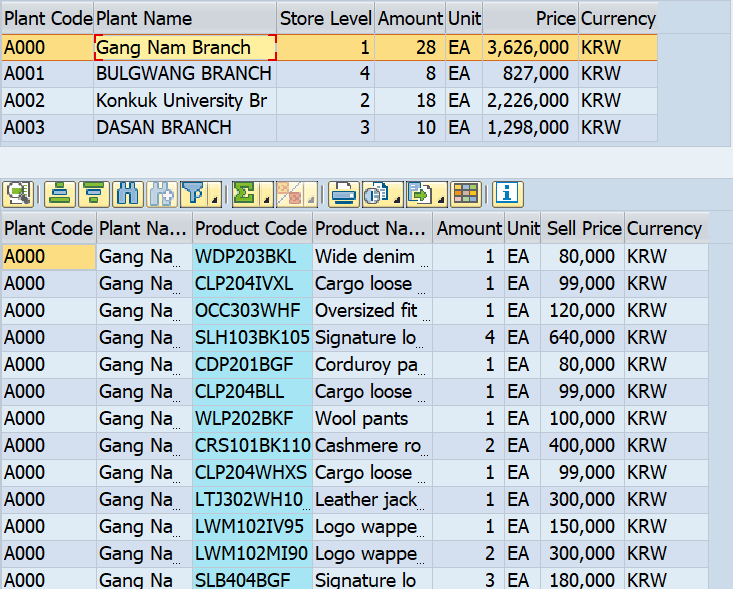 Plant Code Plant Name Store Level Amount Unit Price Currency
A000 Gang Nam Branch 1 28 EA 3,626,000 KRW
A001 BULGWANG BRANCH 4 8 EA 827,000 KRW
A002 Konkuk University Br 2 18 EA 2,226,000 KRW
A003 DASAN BRANCH 3 10 EA 1,298,000 KRW
Plant Code Plant Na... Product Code Product Na... Amount Unit Sell Price Currency
A000 Gang Na... WDP203BKL Wide denim ... 1 EA 80,000 KRW
A000 Gang Na... CLP204IVXL Cargo loose ... 1 EA 99,000 KRW
A000 Gang Na... OCC303WHF Oversized fit ... 1 EA 120,000 KRW
A000 Gang Na... SLH103BK105 Signature lo... 4 EA 640,000 KRW
A000 Gang Na... CDP201BGF Corduroy pa... 1 EA 80,000 KRW
A000 Gang Na... CLP204BLL Cargo loose ... 1 EA 99,000 KRW
A000 Gang Na... WLP202BKF Wool pants 1 EA 100,000 KRW
A000 Gang Na... CRS101BK110 Cashmere ro... 2 EA 400,000 KRW
A000 Gang Na... CLP204WHXS Cargo loose ... 1 EA 99,000 KRW
A000 Gang Na... LTJ302WH10... Leather jack... 1 EA 300,000 KRW
A000 Gang Na... LWM102IV95 Logo wappe... 1 EA 150,000 KRW
A000 Gang Na... LWM102MI90 Logo wappe... 2 EA 300,000 KRW
A000 Gang Na SLB404BGF Signature lo 3 EA 180,000 KRW